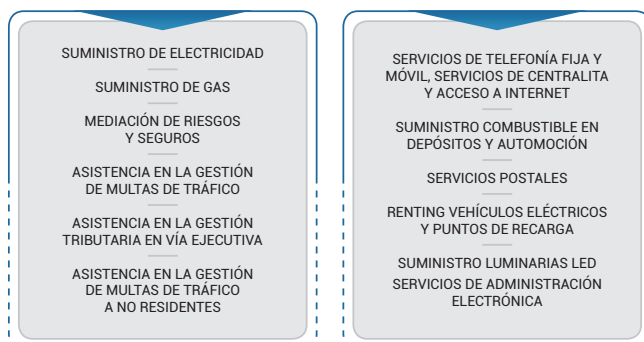 SUMINISTRO DE ELECTRICIDAD
SUMINISTRO DE GAS
MEDIACIÓN DE RIESGOS
Y SEGUROS
ASISTENCIA EN LA GESTIÓN
DE MULTAS DE TRÁFICO
ASISTENCIA EN LA GESTIÓN
TRIBUTARIA EN VÍA EJECUTIVA
ASISTENCIA EN LA GESTIÓN
DE MULTAS DE TRÁFICO
A NO RESIDENTES
SERVICIOS DE TELEFONÍA FIJA Y
MÓVIL, SERVICIOS DE CENTRALITA
Y ACCESO A INTERNET
SUMINISTRO COMBUSTIBLE EN
DEPÓSITOS Y AUTOMOCIÓN
SERVICIOS POSTALES
RENTING VEHÍCULOS ELÉCTRICOS
Y PUNTOS DE RECARGA
SUMINISTRO LUMINARIAS LED
SERVICIOS DE ADMINISTRACIÓN
ELECTRÓNICA